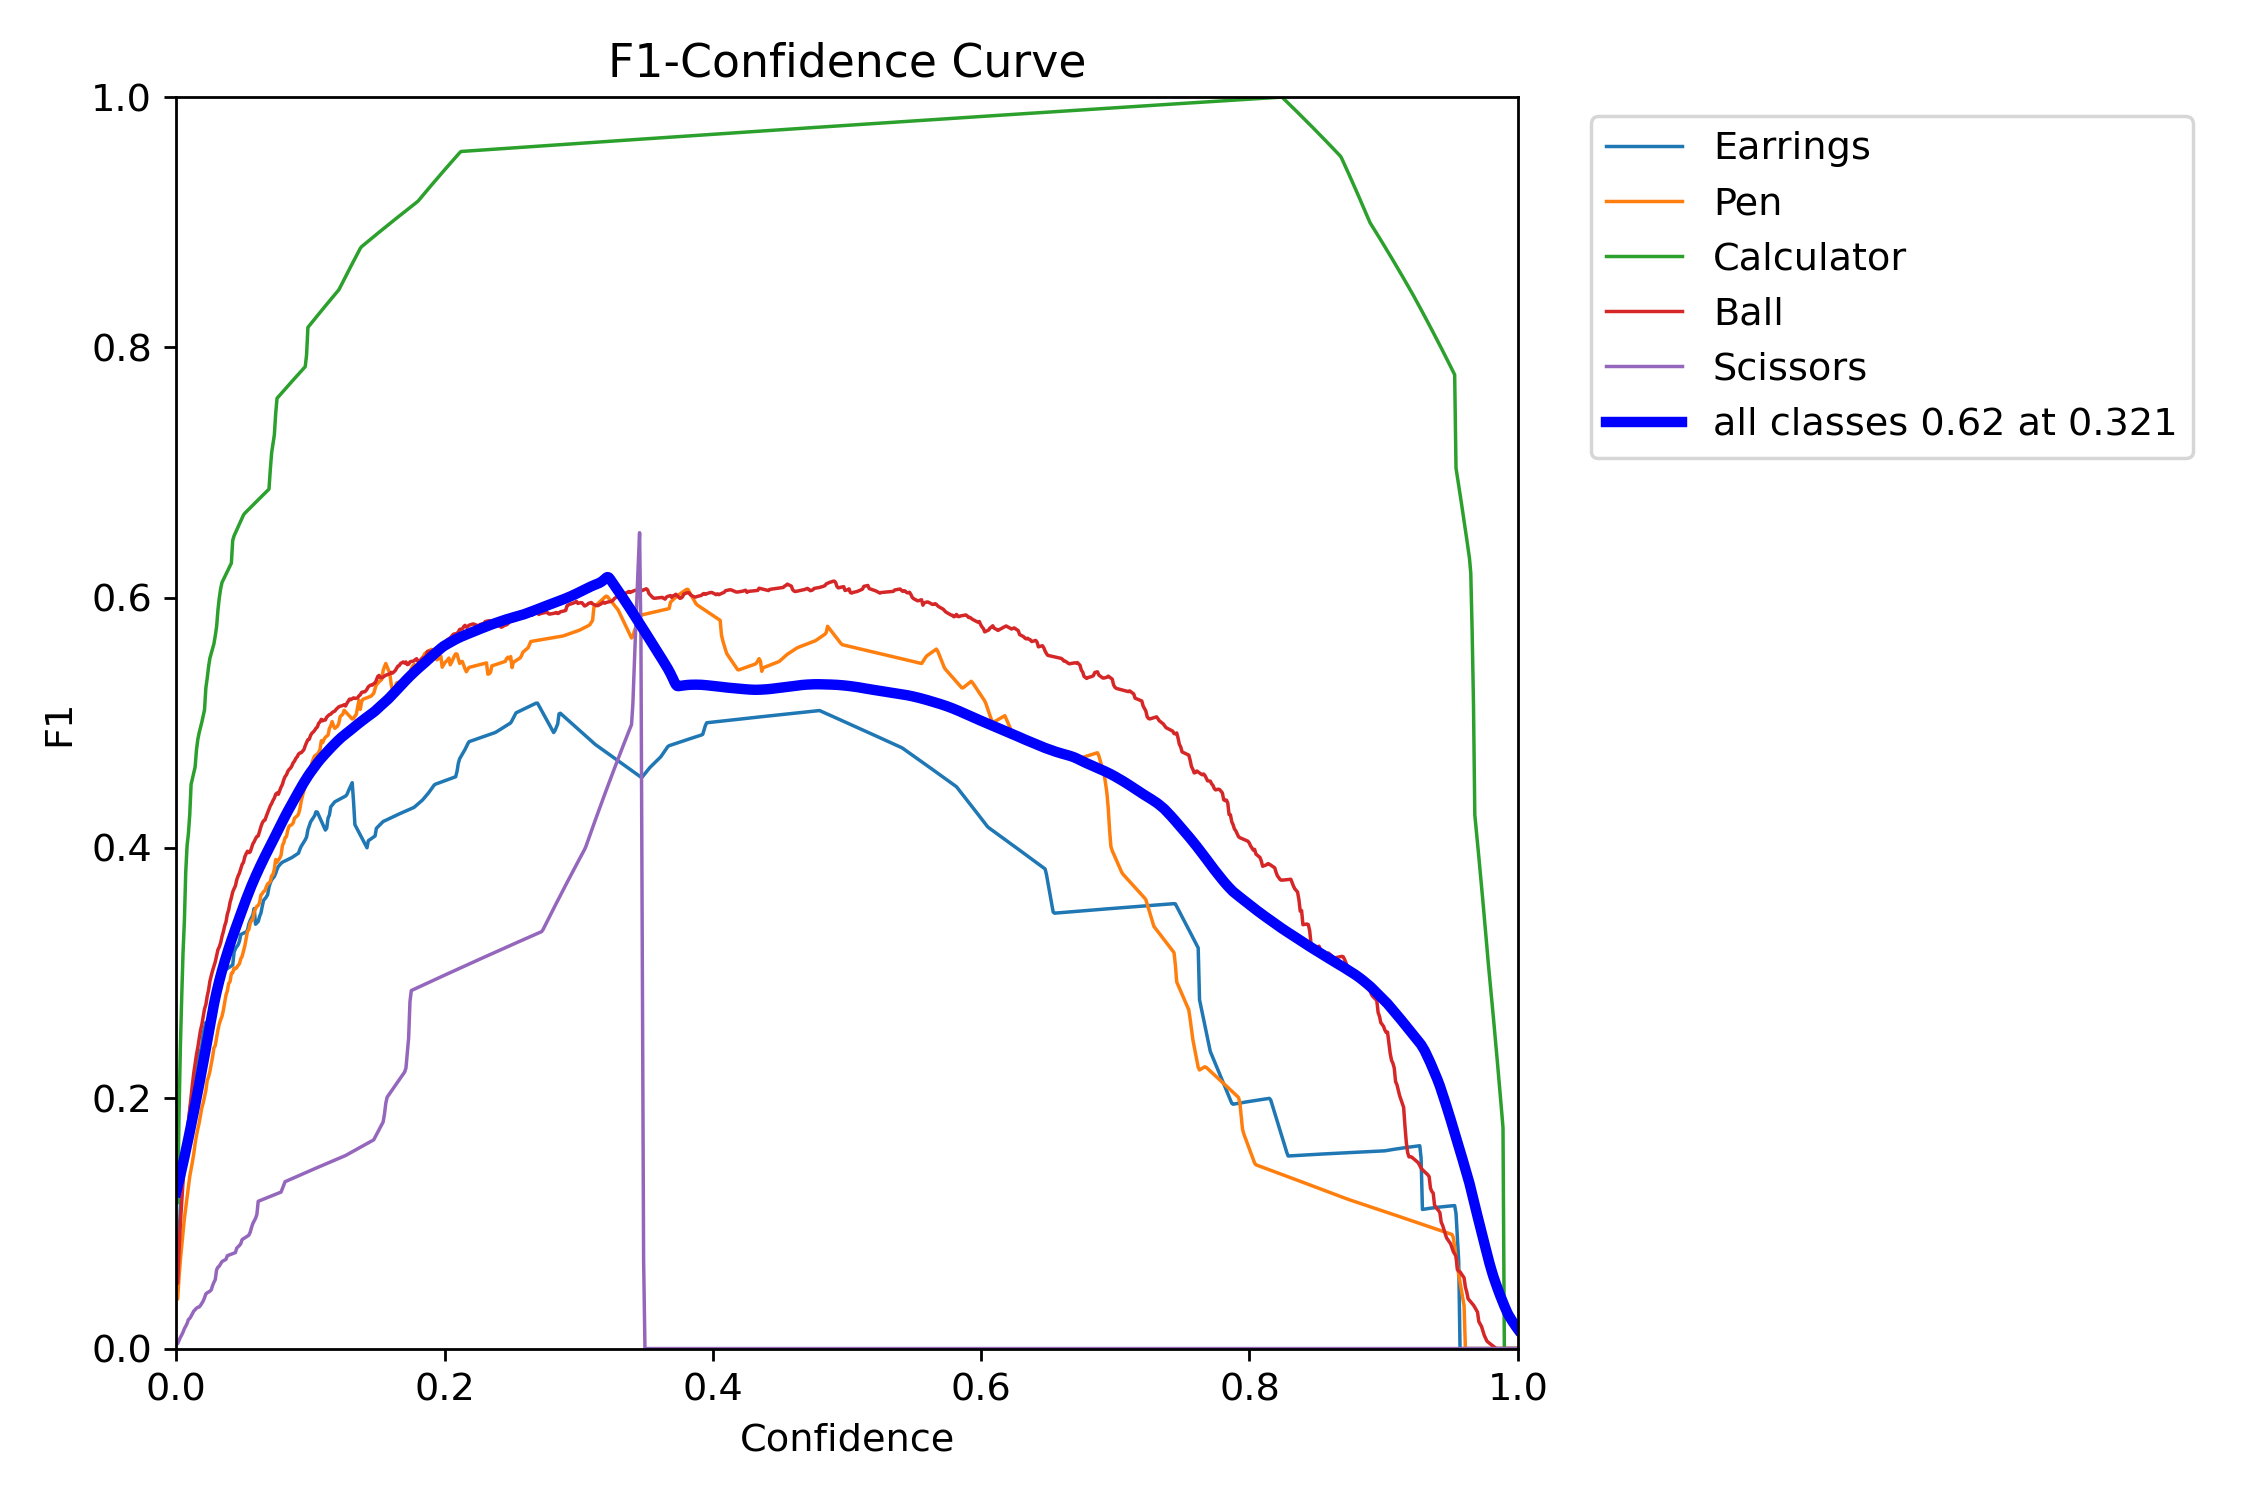 F1-Confidence Curve
1.0
0.8
0.6
0.4
0.2
0.0
F1
0.0 0.2 0.4 0.6 0.8 1.0
Confidence
Earrings
Pen
Calculator
Ball
Scissors
all classes 0.62 at 0.321